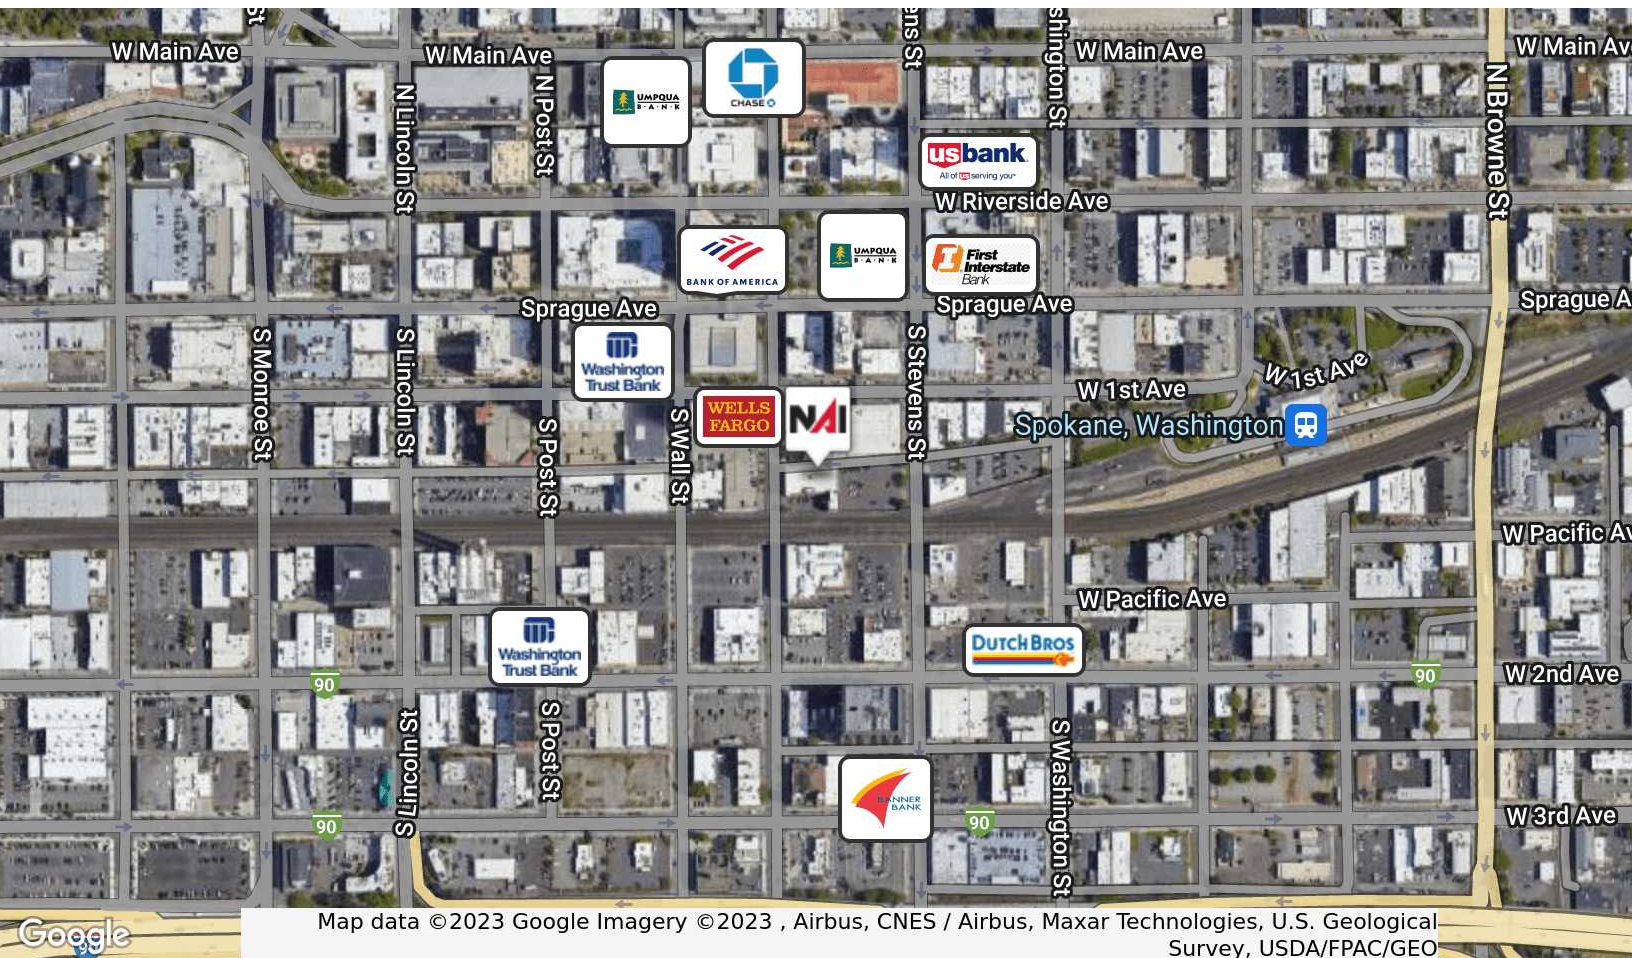 St
ens St
shington St
W Main Ave
W Main Ave
W Main Ave
W Main Av
N Lincoln St
N Post St
UMPQUA
B·A·N·K
CHASE
N Browne St
usbank
All of us serving you
W Riverside Ave
BANK OF AMERICA
UMPQUA
B·A·N·K
First
Interstate
Bank
Sprague Ave
Sprague Ave
Sprague A
S Monroe St
S Lincoln St
Washington
Trust Bank
S Stevens St
W 1st Ave
W 1st Ave
S Post St
S Wall St
WELLS
FARGO
NAI
Spokane, Washington
W Pacific Av
W Pacific Ave
Washington
Trust Bank
DUTCH BROS
90
90
W 2nd Ave
S Lincoln St
S Post St
S Washington St
BANNER
BANK
90
90
W 3rd Ave
Google
90
Map data ©2023 Google Imagery ©2023 , Airbus, CNES / Airbus, Maxar Technologies, U.S. Geological
Survey, USDA/FPAC/GEO